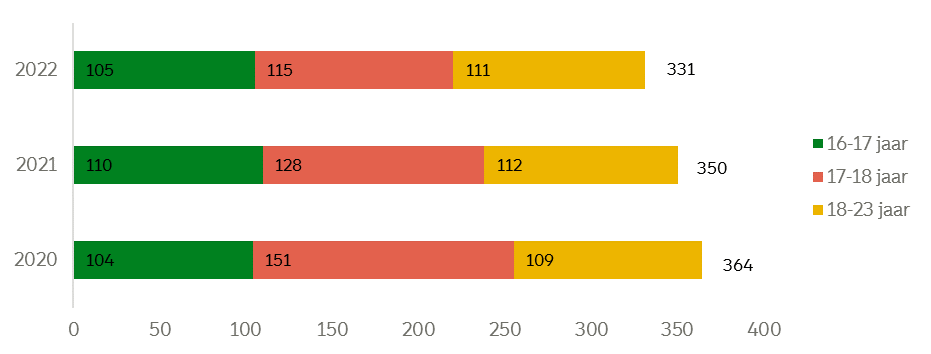 2022 105 115 111 331
2021 110 128 112 350
2020 104 151 109 364
0 50 100 150 200 250 300 350 400
16-17 jaar
17-18 jaar
18-23 jaar